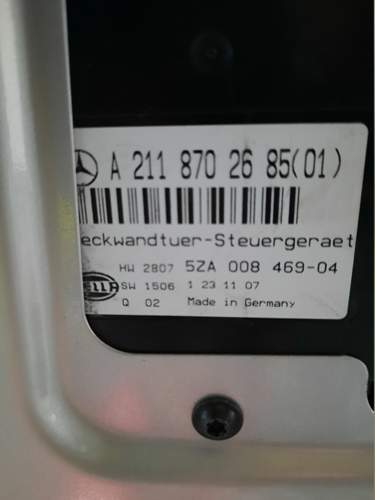 A 211 870 26 85(01)
eckwandtuer-Steuergeraet
HW 2807 5ZA 008 469-04
SW 1506 1 23 11 07
Q 02 Made in Germany